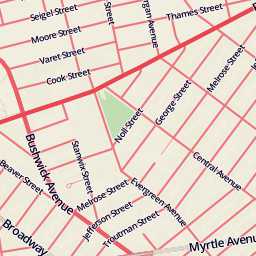 Seigel Street
Thames Street
Moore Street
Varet Street
Cook Street
Melrose Street
George Street
Noll Street
Bushwick Avenue
Stanwix Street
Central Avenue
Beaver Street
Melrose Street
Evergreen Avenue
Jefferson Street
Troutman Street
Broadway
Myrtle Avenu